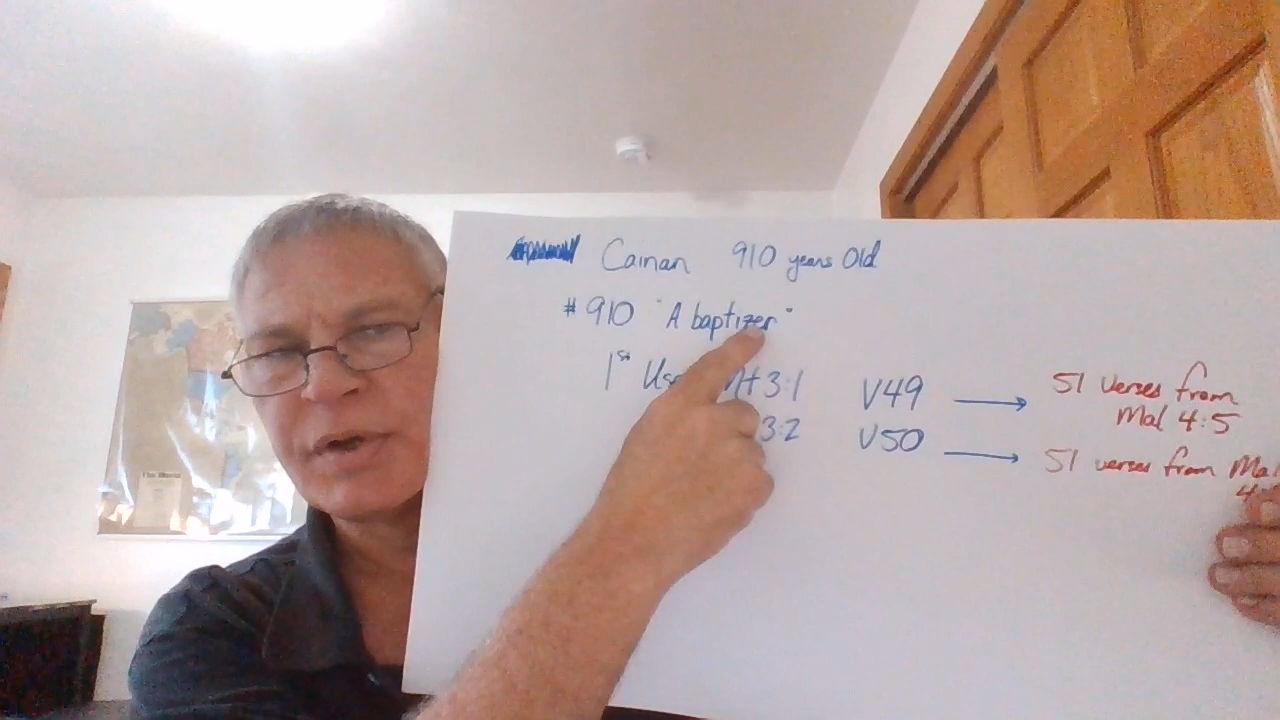 Cainan 910 years Old
#910 "A baptizer"
1st Mt 3:1 V49 → 51 verses from
Mal 4:5
3:2 V50 → 51 verses from